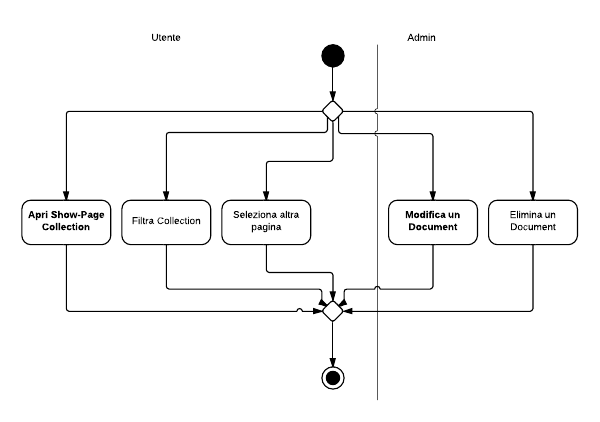 Utente
Admin
Apri Show-Page
Collection
Filtra Collection
Seleziona altra
pagina
Modifica un
Document
Elimina un
Document